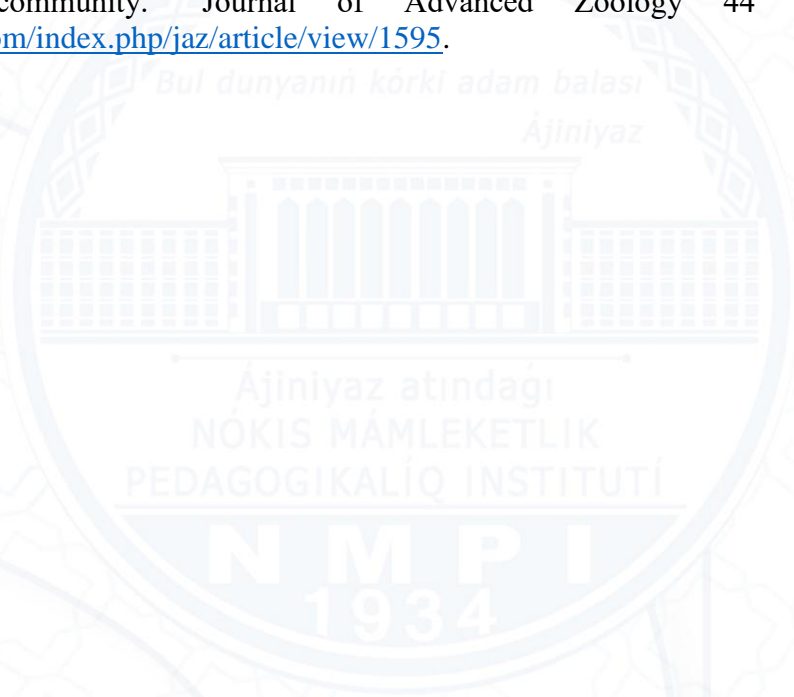 community. Journal of Advanced Zoology 44
om/index.php/jaz/article/view/1595.
Bul dunyanıń kórki adam balası
Ájiniyaz
Ájiniyaz atındaǵı
NÓKIS MÁMLEKETLIK
PEDAGOGIKALÍQ INSTITUTÍ
NMPI
1934